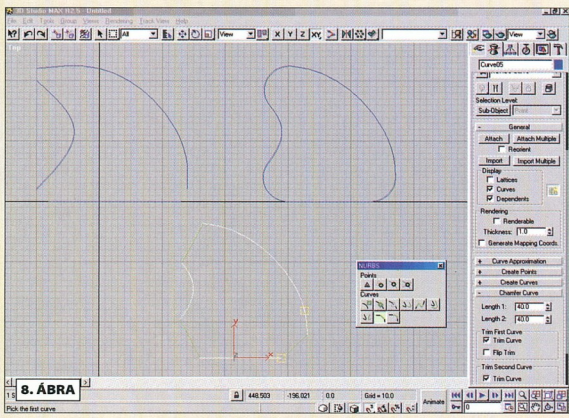 3D Studio MAX R2.5 - Untitled
File Edit Tools Group Views Rendering Track View Help
All
View
X Y Z XY
View
Top
Curve05
Selection Level:
Sub-Object Point
- General
Attach Attach Multiple
Reorient
Import Import Multiple
Display
Lattices
Curves
Dependents
Rendering
Renderable
Thickness: 1.0
Generate Mapping Coords.
+ Curve Approximation
+ Create Points
+ Create Curves
- Chamfer Curve
Length 1: 40.0
Length 2: 40.0
Trim First Curve
Trim Curve
Flip Trim
Trim Second Curve
Trim Curve
NURBS
Points
Curves
y
z
x
8. ÁBRA
448.503 -196.021 0.0 Grid = 10.0
Animate
0
Pick the first curve